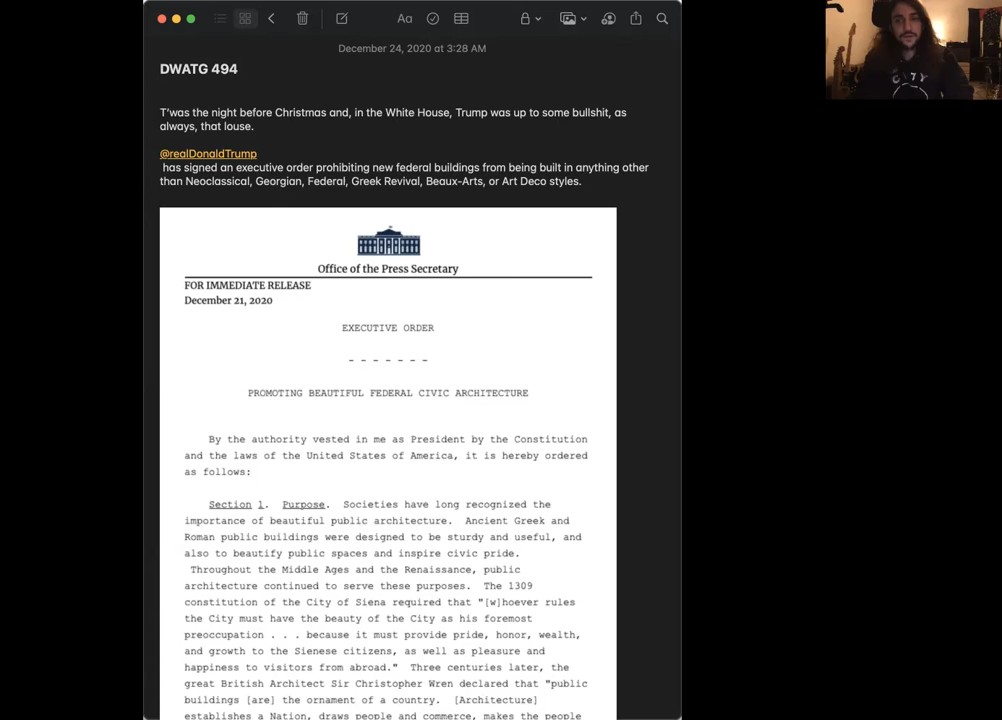 Aa
December 24, 2020 at 3:28 AM
DWATG 494
T'was the night before Christmas and, in the White House, Trump was up to some bullshit, as
always, that louse.
@realDonaldTrump
has signed an executive order prohibiting new federal buildings from being built in anything other
than Neoclassical, Georgian, Federal, Greek Revival, Beaux-Arts, or Art Deco styles.
Office of the Press Secretary
FOR IMMEDIATE RELEASE
December 21, 2020
EXECUTIVE ORDER
- - - - - - -
PROMOTING BEAUTIFUL FEDERAL CIVIC ARCHITECTURE
By the authority vested in me as President by the Constitution
and the laws of the United States of America, it is hereby ordered
as follows:
Section 1. Purpose. Societies have long recognized the
importance of beautiful public architecture. Ancient Greek and
Roman public buildings were designed to be sturdy and useful, and
also to beautify public spaces and inspire civic pride.
Throughout the Middle Ages and the Renaissance, public
architecture continued to serve these purposes. The 1309
constitution of the City of Siena required that "[w]hoever rules
the City must have the beauty of the City as his foremost
preoccupation . . . because it must provide pride, honor, wealth,
and growth to the Sienese citizens, as well as pleasure and
happiness to visitors from abroad." Three centuries later, the
great British Architect Sir Christopher Wren declared that "public
buildings [are] the ornament of a country. [Architecture]
establishes a Nation, draws people and commerce, makes the people
CITY